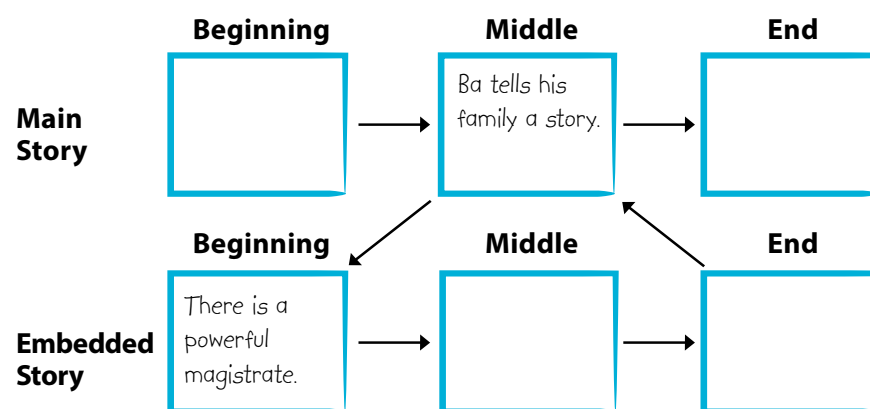 Beginning
Middle
End
Main
Story
Ba tells his
family a story.
Beginning
Middle
End
Embedded
Story
There is a
powerful
magistrate.